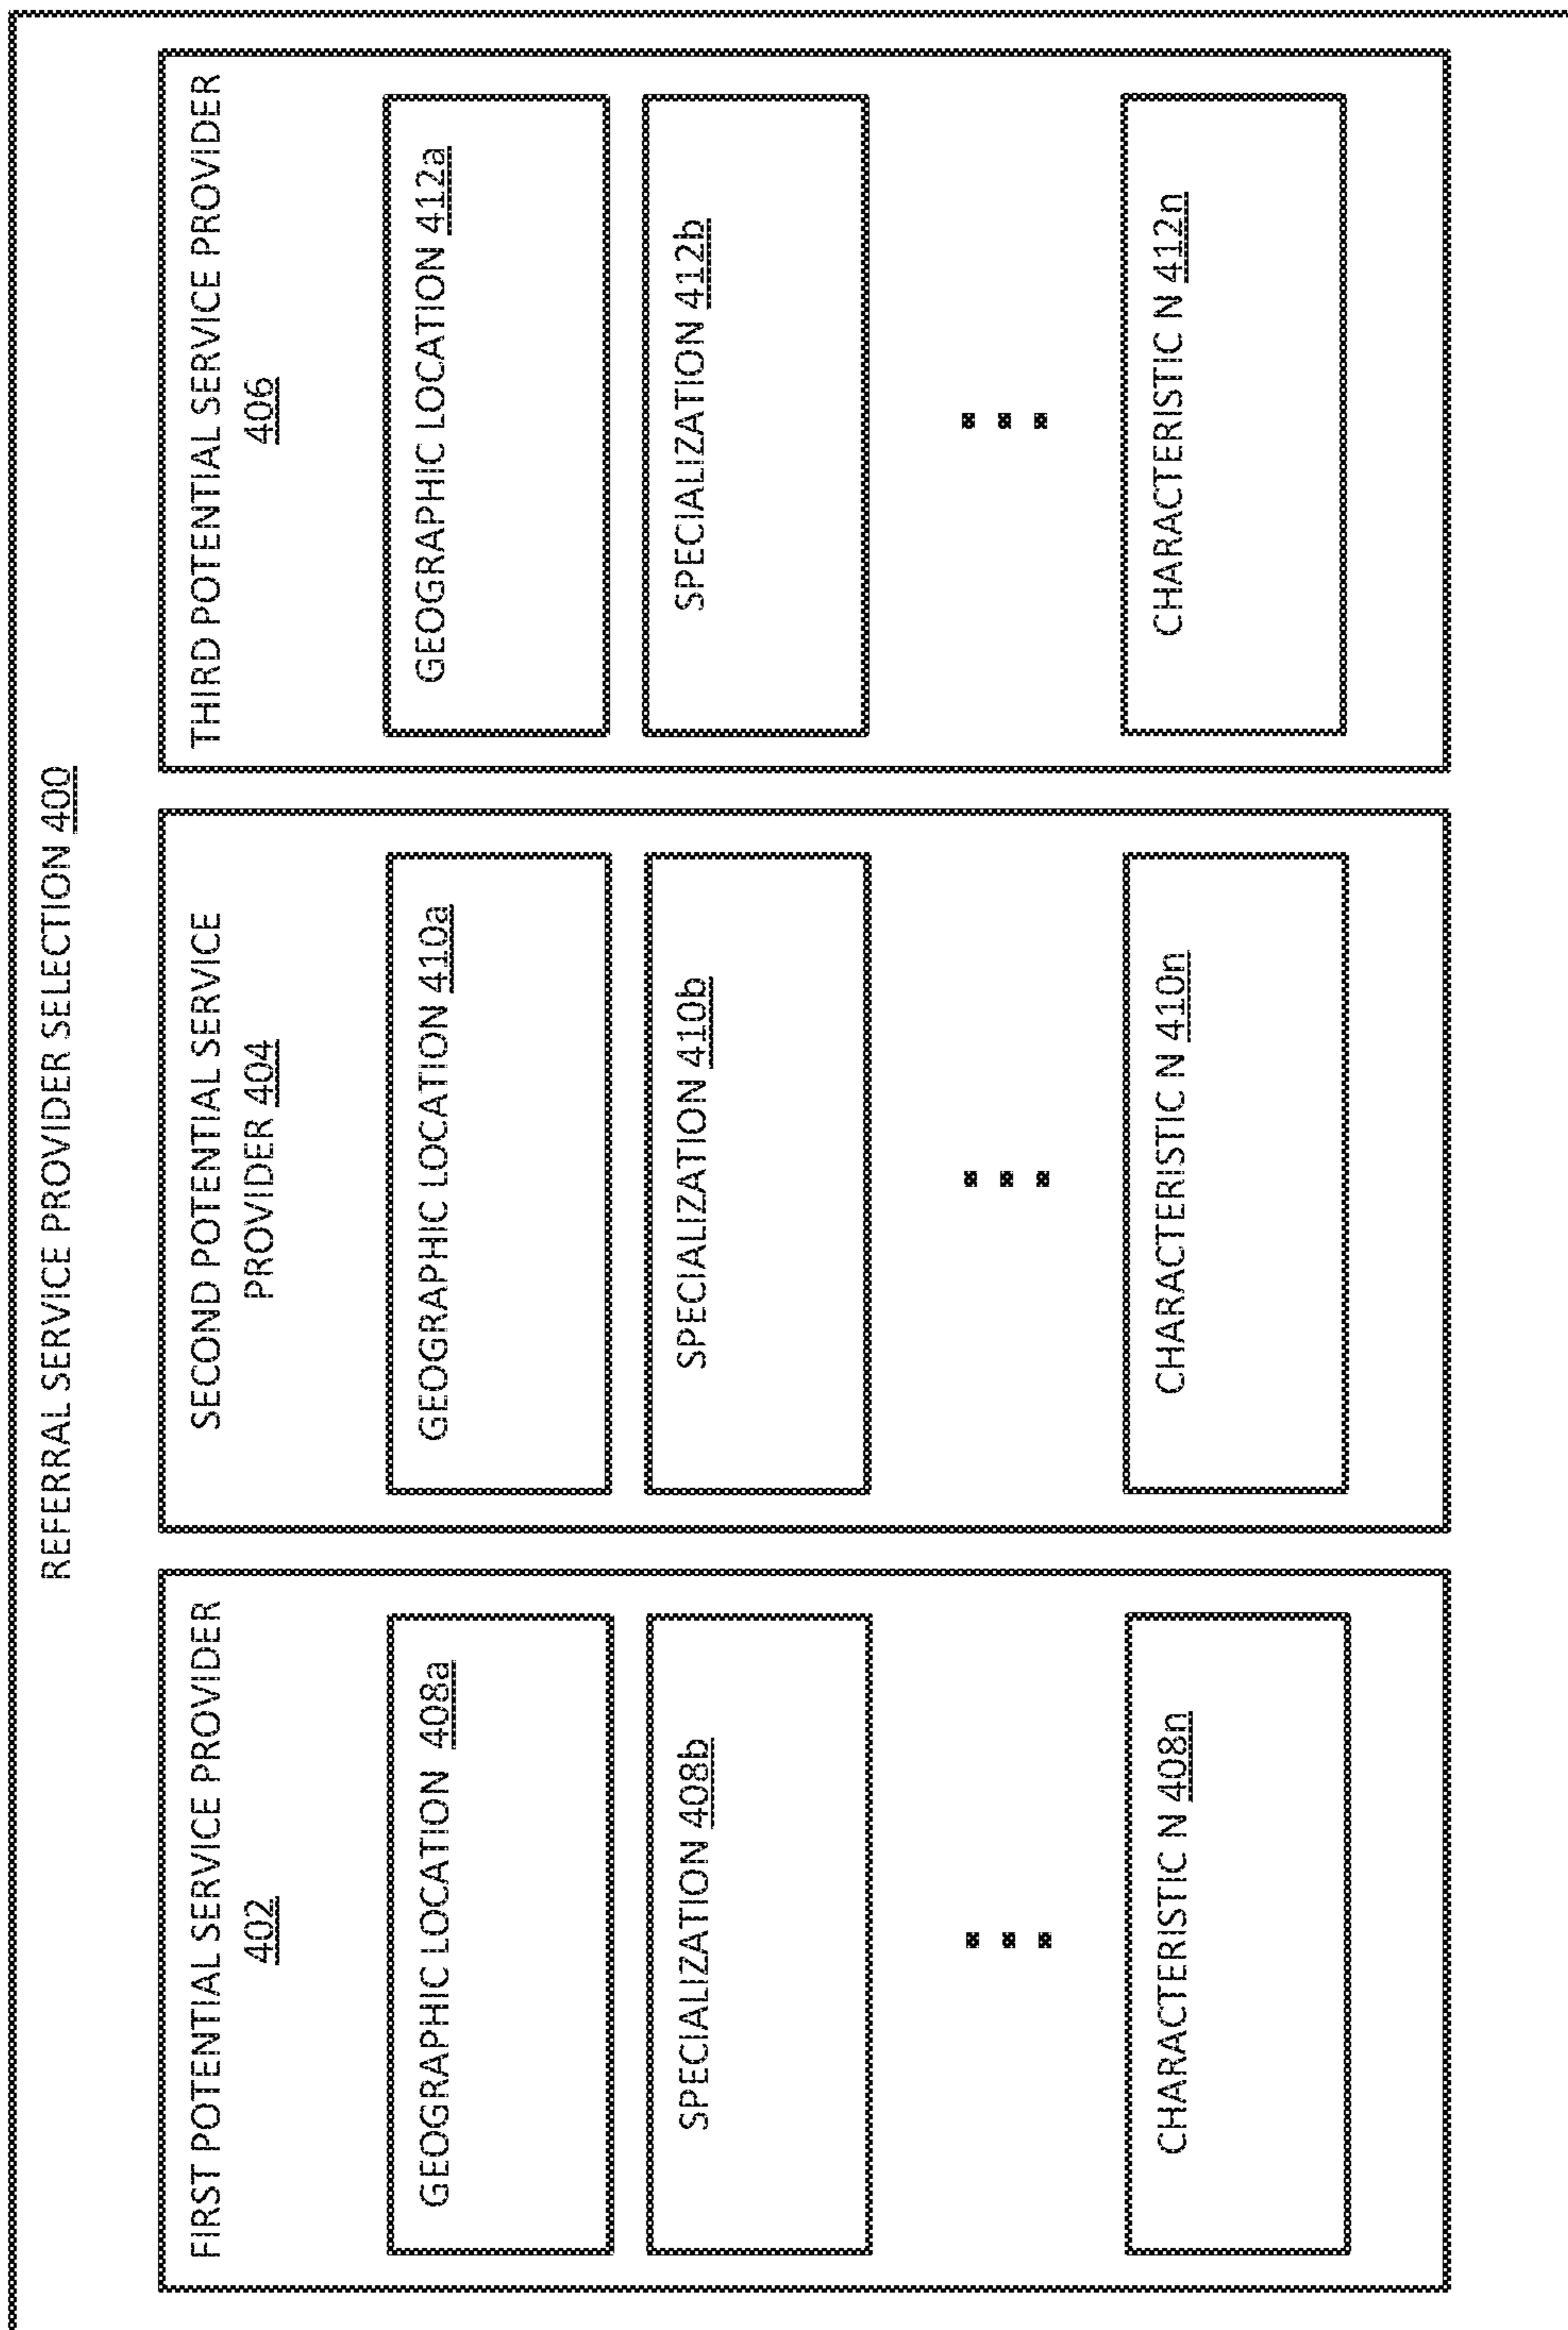 REFERRAL SERVICE PROVIDER SELECTION 400
FIRST POTENTIAL SERVICE PROVIDER
402
GEOGRAPHIC LOCATION 408a
SPECIALIZATION 408b
CHARACTERISTIC N 408n
SECOND POTENTIAL SERVICE
PROVIDER 404
GEOGRAPHIC LOCATION 410a
SPECIALIZATION 410b
CHARACTERISTIC N 410n
THIRD POTENTIAL SERVICE PROVIDER
406
GEOGRAPHIC LOCATION 412a
SPECIALIZATION 412b
CHARACTERISTIC N 412n